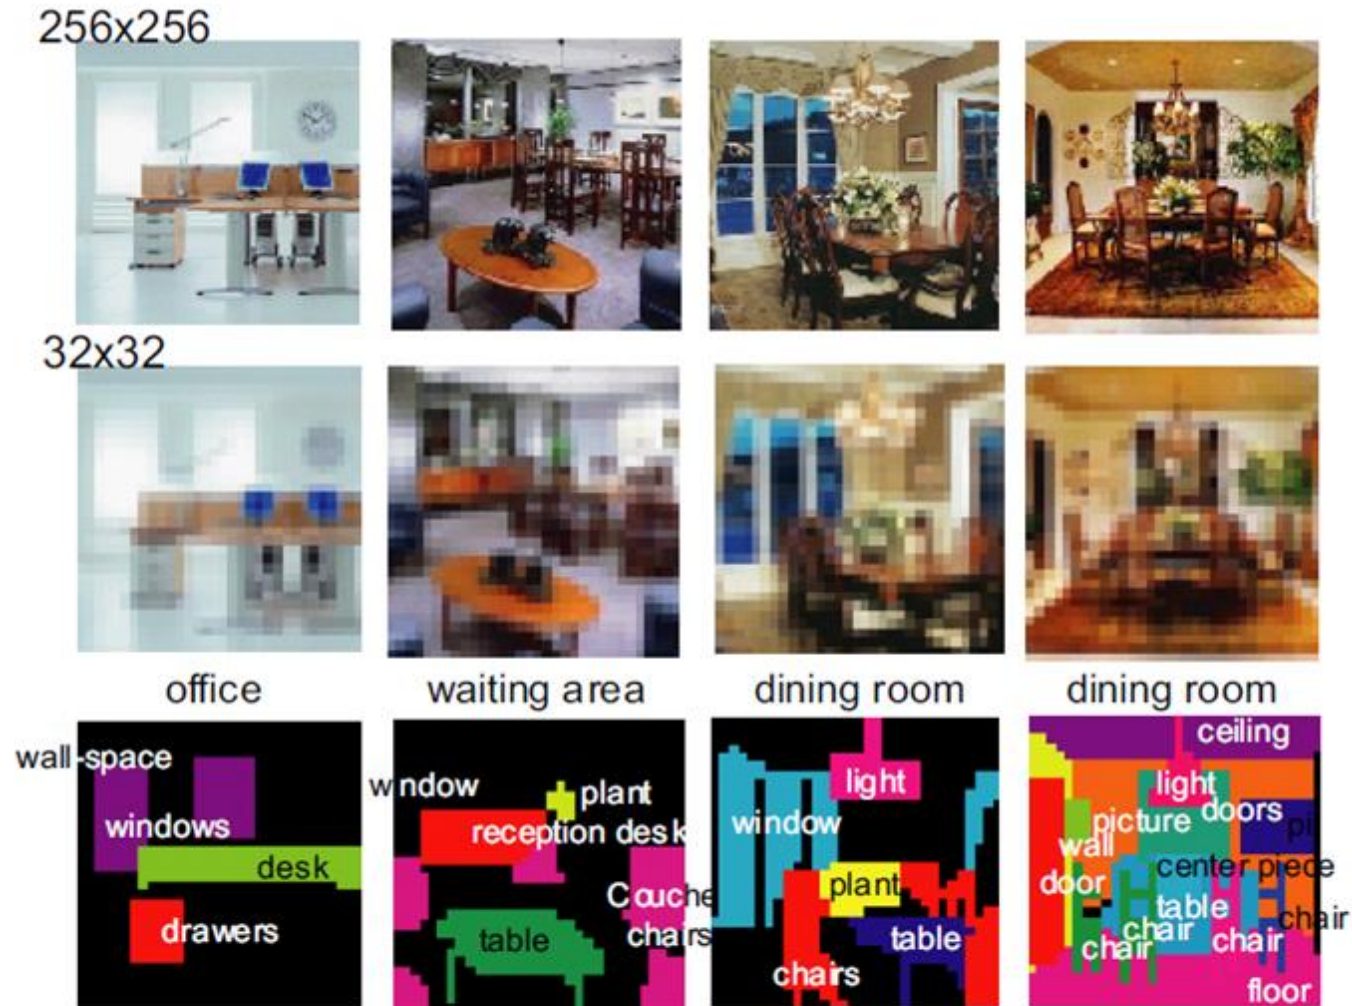 256x256
32x32
office
waiting area
dining room
dining room
wall-space
windows
desk
drawers
window
plant
reception desk
Couche
chairs
table
light
window
plant
table
chairs
ceiling
light
doors
picture
pi
wall
center piece
door
table
chair
chair
chair
chair
floor